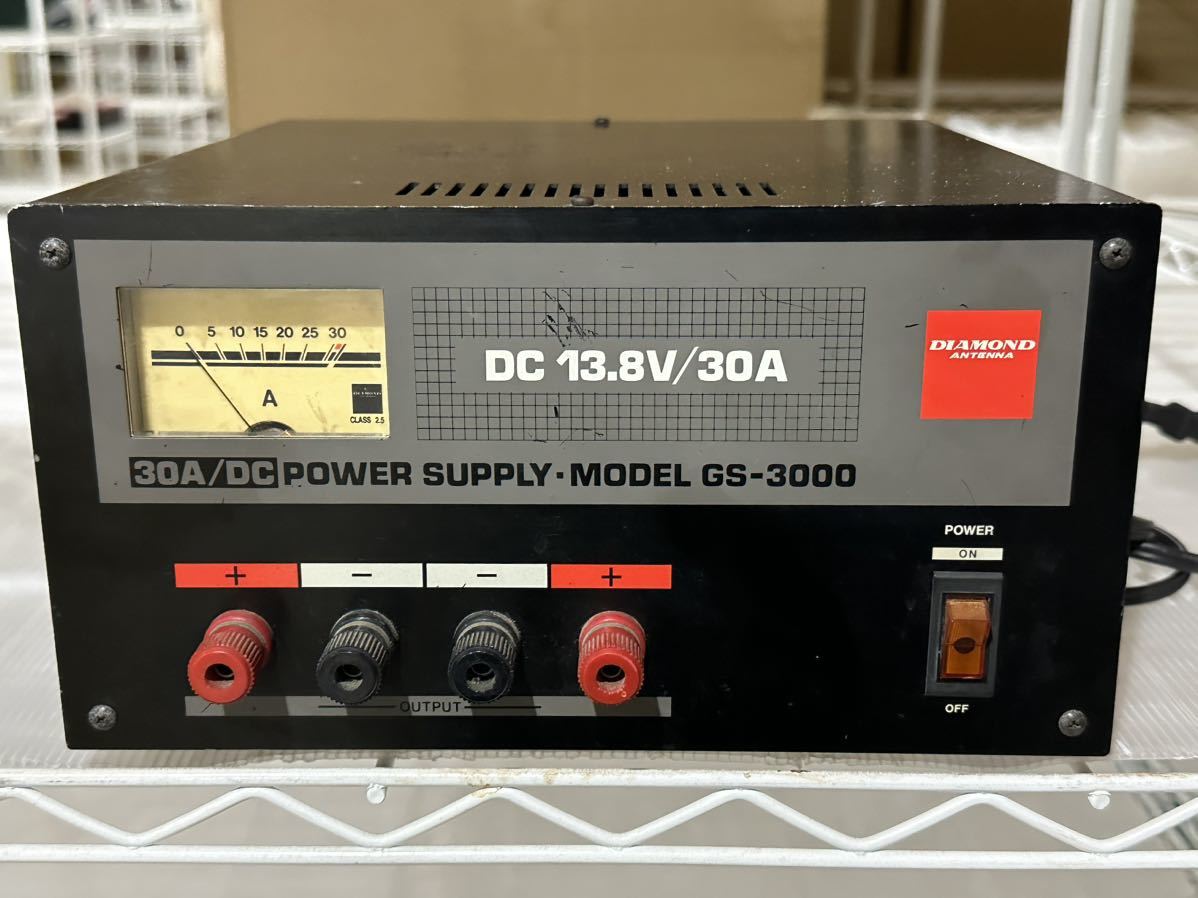 0 5 10 15 20 25 30
A
DIAMOND
CLASS 2.5
DC 13.8V/30A
DIAMOND
ANTENNA
30A/DC POWER SUPPLY·MODEL GS-3000
+ − − +
OUTPUT
POWER
ON
OFF